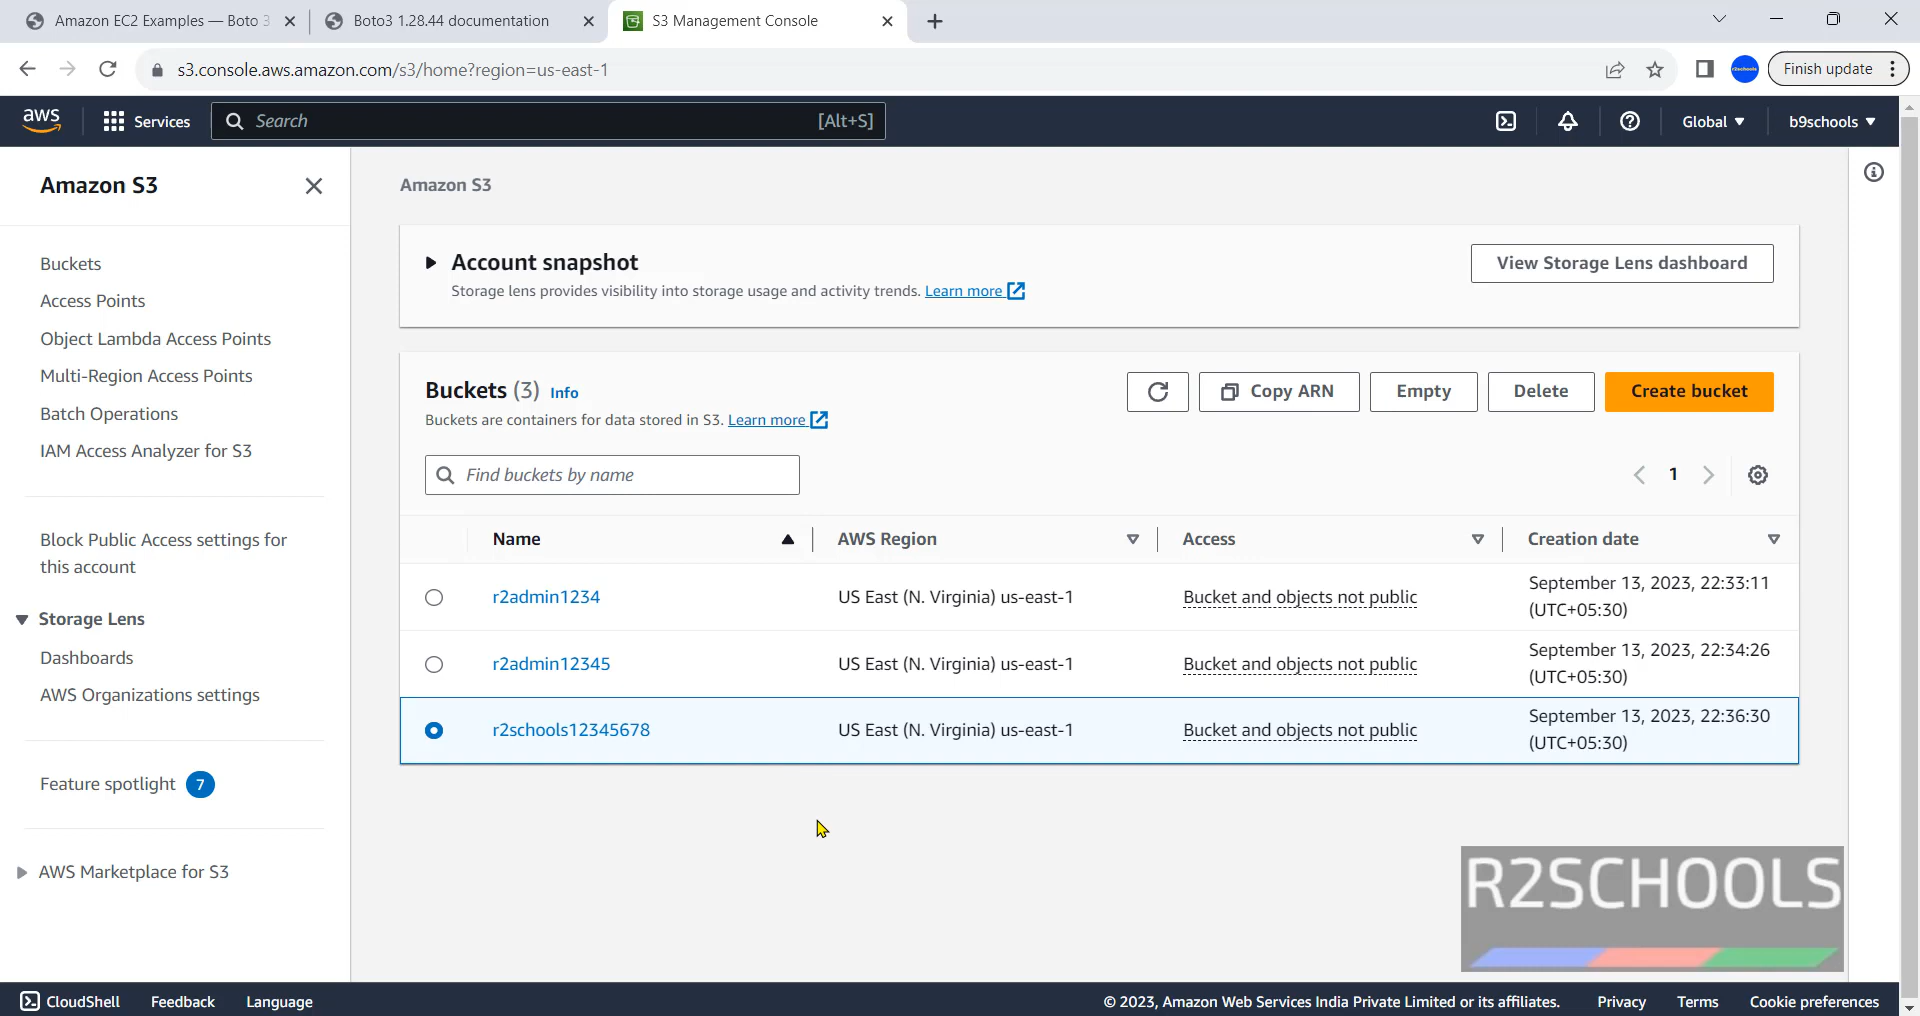 Amazon EC2 Examples — Boto 3
Boto3 1.28.44 documentation
S3 Management Console
s3.console.aws.amazon.com/s3/home?region=us-east-1
Finish update
aws
Services
Search
[Alt+S]
Global
b9schools
Amazon S3
Buckets
Access Points
Object Lambda Access Points
Multi-Region Access Points
Batch Operations
IAM Access Analyzer for S3
Block Public Access settings for
this account
Storage Lens
Dashboards
AWS Organizations settings
Feature spotlight 7
AWS Marketplace for S3
Amazon S3
Account snapshot
Storage lens provides visibility into storage usage and activity trends. Learn more
View Storage Lens dashboard
Buckets (3) Info
Buckets are containers for data stored in S3. Learn more
Copy ARN
Empty
Delete
Create bucket
Find buckets by name
1
Name AWS Region Access Creation date
r2admin1234 US East (N. Virginia) us-east-1 Bucket and objects not public September 13, 2023, 22:33:11
(UTC+05:30)
r2admin12345 US East (N. Virginia) us-east-1 Bucket and objects not public September 13, 2023, 22:34:26
(UTC+05:30)
r2schools12345678 US East (N. Virginia) us-east-1 Bucket and objects not public September 13, 2023, 22:36:30
(UTC+05:30)
R2SCHOOLS
CloudShell Feedback Language
© 2023, Amazon Web Services India Private Limited or its affiliates. Privacy Terms Cookie preferences